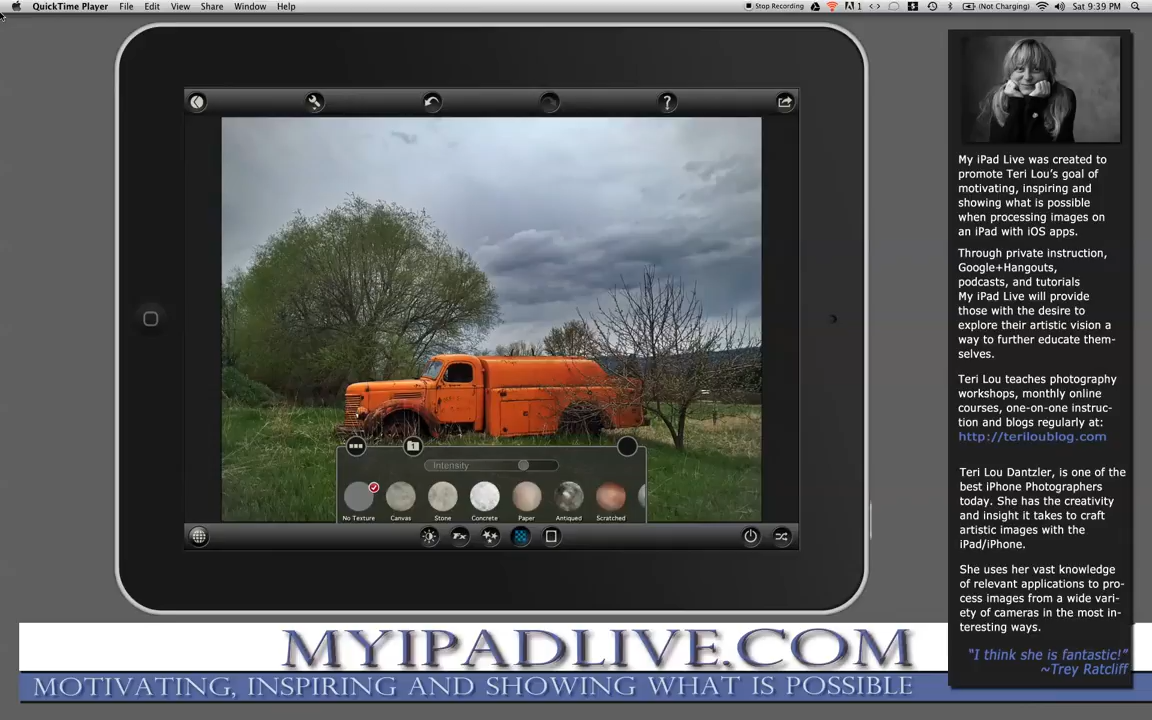 QuickTime Player File Edit View Share Window Help
Stop Recording 1 (Not Charging) Sat 9:39 PM
?
1
Intensity
No Texture Canvas Stone Concrete Paper Antiqued Scratched
My iPad Live was created to
promote Teri Lou's goal of
motivating, inspiring and
showing what is possible
when processing images on
an iPad with iOS apps.
Through private instruction,
Google+Hangouts,
podcasts, and tutorials
My iPad Live will provide
those with the desire to
explore their artistic vision a
way to further educate them-
selves.
Teri Lou teaches photography
workshops, monthly online
courses, one-on-one instruc-
tion and blogs regularly at:
http://teriloublog.com
Teri Lou Dantzler, is one of the
best iPhone Photographers
today. She has the creativity
and insight it takes to craft
artistic images with the
iPad/iPhone.
She uses her vast knowledge
of relevant applications to pro-
cess images from a wide vari-
ety of cameras in the most in-
teresting ways.
"I think she is fantastic!"
~Trey Ratcliff
MYIPADLIVE.COM
MOTIVATING, INSPIRING AND SHOWING WHAT IS POSSIBLE